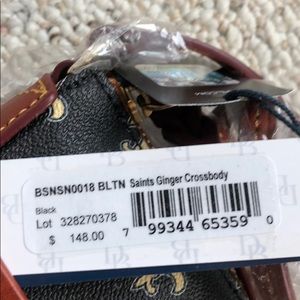 BSNSN0018 BLTN Saints Ginger Crossbody
Black
Lot 328270378
$ 148.00 7 99344 65359 0